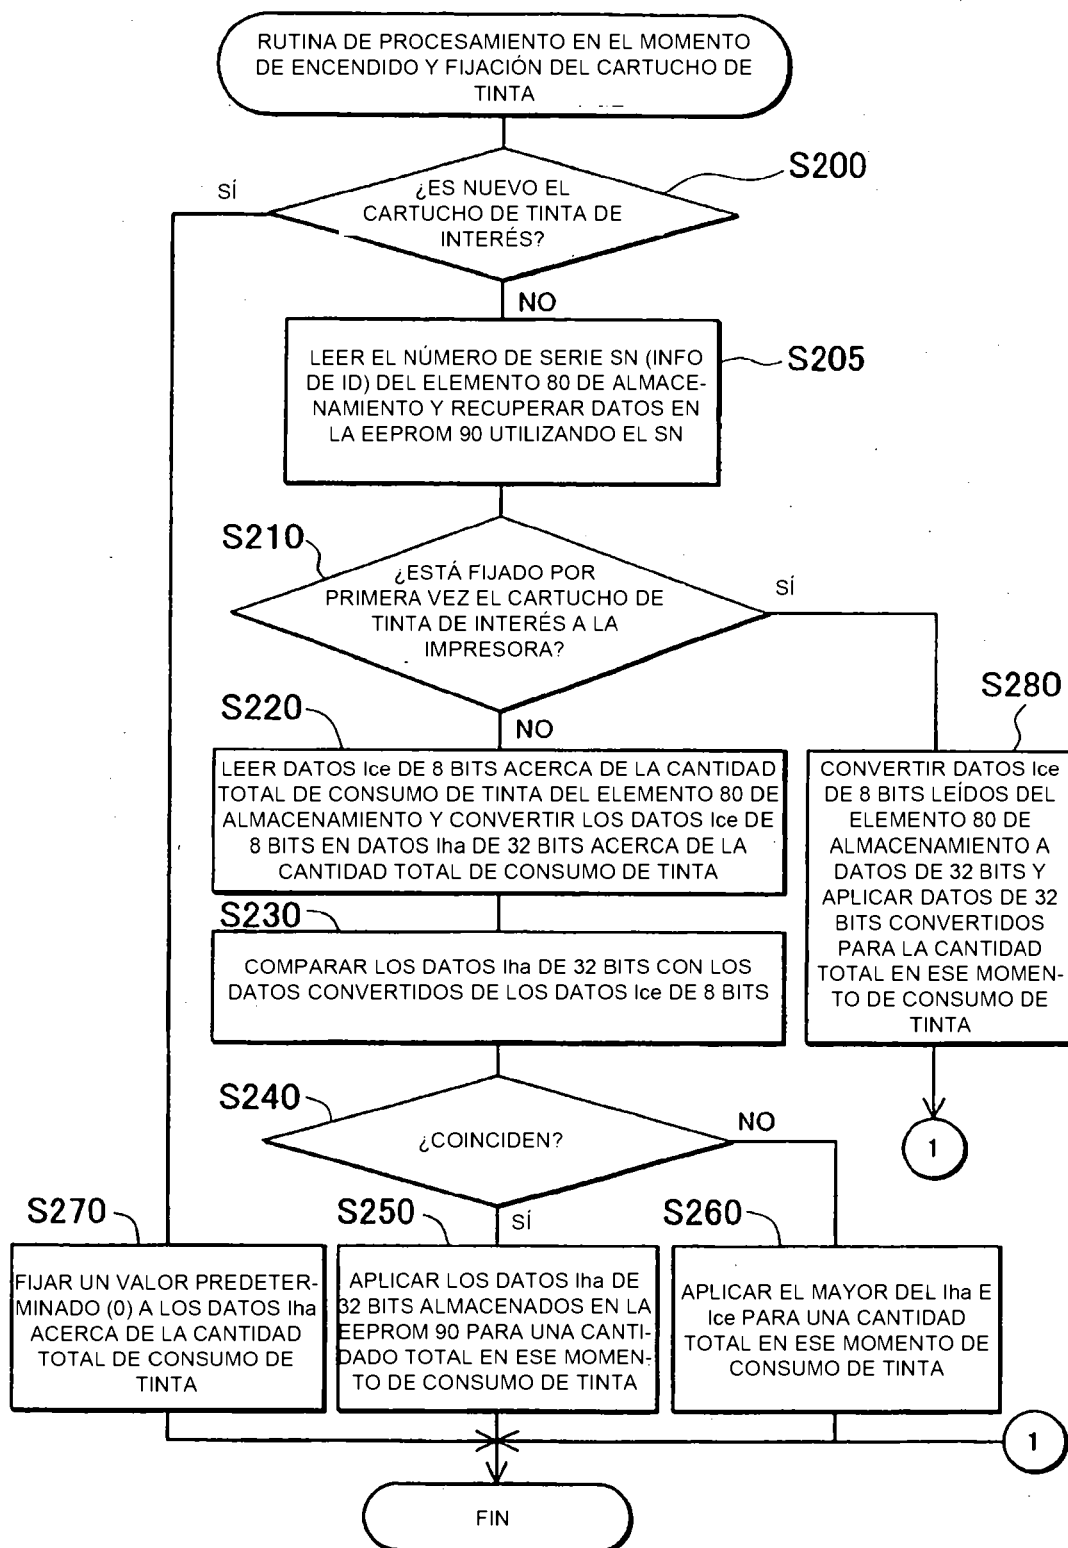 RUTINA DE PROCESAMIENTO EN EL MOMENTO
DE ENCENDIDO Y FIJACIÓN DEL CARTUCHO DE
TINTA
S200
SÍ
¿ES NUEVO EL
CARTUCHO DE TINTA DE
INTERÉS?
NO
S205
LEER EL NÚMERO DE SERIE SN (INFO
DE ID) DEL ELEMENTO 80 DE ALMACE-
NAMIENTO Y RECUPERAR DATOS EN
LA EEPROM 90 UTILIZANDO EL SN
S210
¿ESTÁ FIJADO POR
PRIMERA VEZ EL CARTUCHO DE
TINTA DE INTERÉS A LA
IMPRESORA?
SÍ
NO
S280
CONVERTIR DATOS Ice
DE 8 BITS LEÍDOS DEL
ELEMENTO 80 DE
ALMACENAMIENTO A
DATOS DE 32 BITS Y
APLICAR DATOS DE 32
BITS CONVERTIDOS
PARA LA CANTIDAD
TOTAL EN ESE MOMEN-
TO DE CONSUMO DE
TINTA
1
S220
LEER DATOS Ice DE 8 BITS ACERCA DE LA CANTIDAD
TOTAL DE CONSUMO DE TINTA DEL ELEMENTO 80 DE
ALMACENAMIENTO Y CONVERTIR LOS DATOS Ice DE
8 BITS EN DATOS Iha DE 32 BITS ACERCA DE LA
CANTIDAD TOTAL DE CONSUMO DE TINTA
S230
COMPARAR LOS DATOS Iha DE 32 BITS CON LOS
DATOS CONVERTIDOS DE LOS DATOS Ice DE 8 BITS
S240
¿COINCIDEN?
NO
SÍ
S270
FIJAR UN VALOR PREDETER-
MINADO (0) A LOS DATOS Iha
ACERCA DE LA CANTIDAD
TOTAL DE CONSUMO DE
TINTA
S250
APLICAR LOS DATOS Iha DE
32 BITS ALMACENADOS EN LA
EEPROM 90 PARA UNA CANTI-
DADO TOTAL EN ESE MOMEN-
TO DE CONSUMO DE TINTA
S260
APLICAR EL MAYOR DEL Iha E
Ice PARA UNA CANTIDAD
TOTAL EN ESE MOMENTO DE
CONSUMO DE TINTA
1
FIN